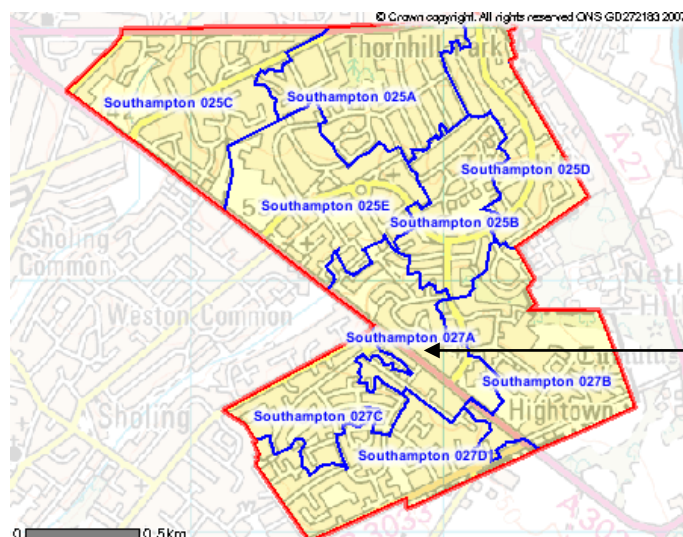 © Crown copyright. All rights reserved ONS GD272183 2007
Thornhill Park
Southampton 025C
Southampton 025A
A27
Southampton 025D
5
Southampton 025E
Southampton 025B
Sholing
Common
Weston Common
Southampton 027A
Southampton 027B
Sholing
Southampton 027C
Hightown
Southampton 027D
A3033
0 0.5km